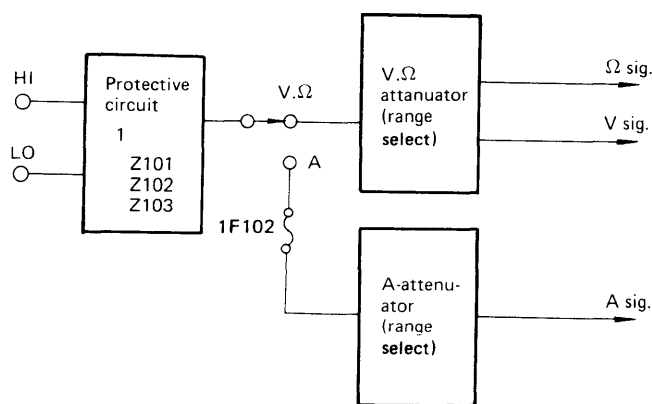 HI
LO
Protective
circuit
1
Z101
Z102
Z103
V.Ω
A
1F102
V.Ω
attanuator
(range
select)
Ω sig.
V sig.
A-attenu-
ator
(range
select)
A sig.